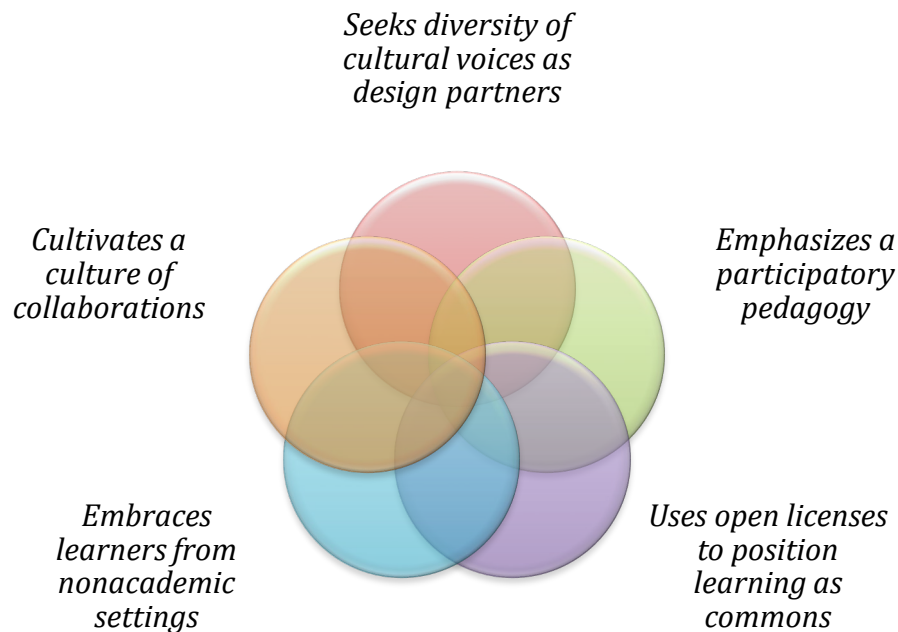 Seeks diversity of
cultural voices as
design partners
Cultivates a
culture of
collaborations
Emphasizes a
participatory
pedagogy
Embraces
learners from
nonacademic
settings
Uses open licenses
to position
learning as
commons